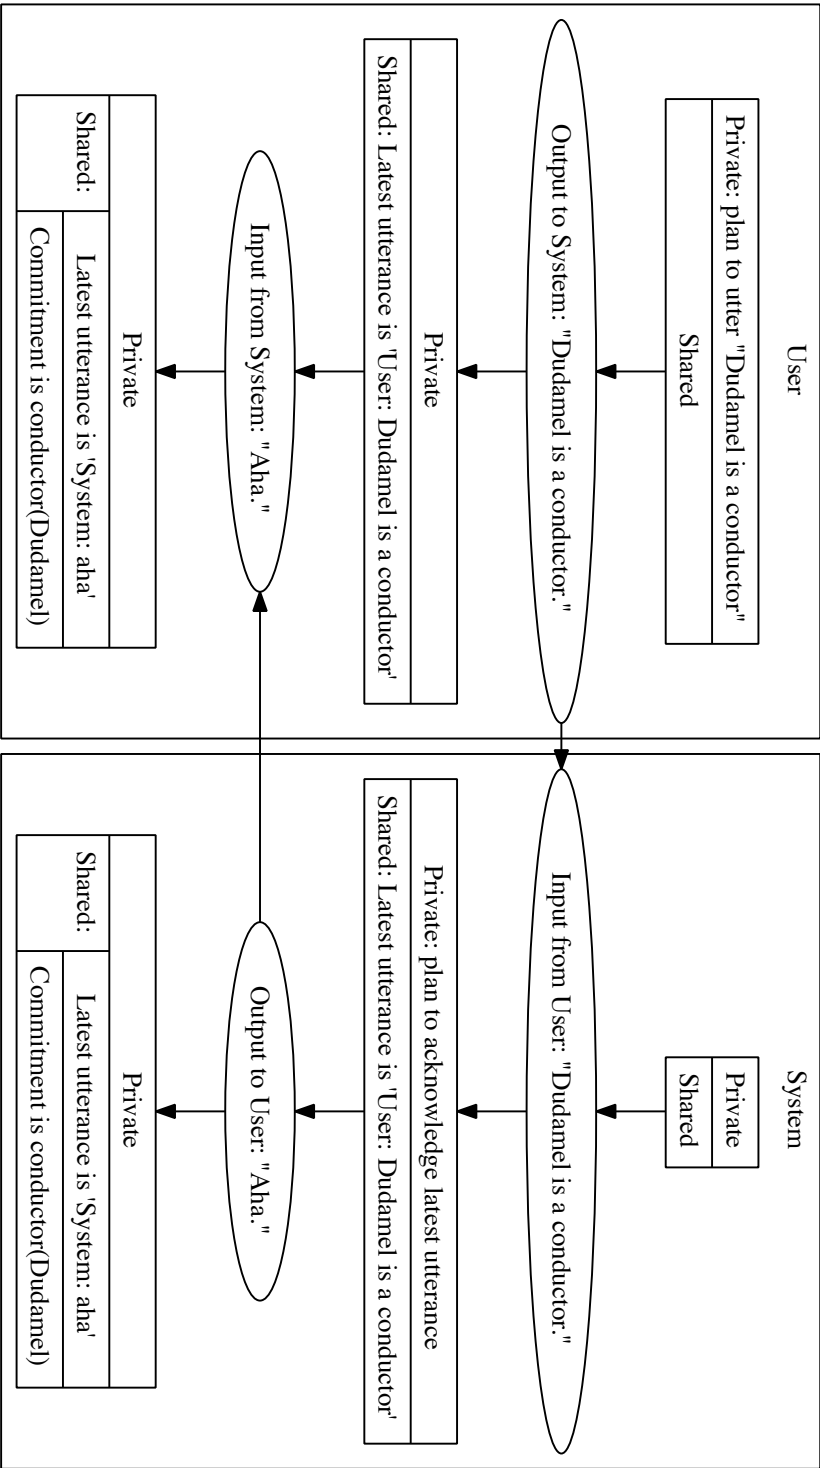 User
Private: plan to utter "Dudamel is a conductor"
Shared
Output to System: "Dudamel is a conductor."
Private
Shared: Latest utterance is 'User: Dudamel is a conductor'
Input from System: "Aha."
Private
Shared:
Latest utterance is 'System: aha'
Commitment is conductor(Dudamel)
System
Private
Shared
Input from User: "Dudamel is a conductor."
Private: plan to acknowledge latest utterance
Shared: Latest utterance is 'User: Dudamel is a conductor'
Output to User: "Aha."
Private
Shared:
Latest utterance is 'System: aha'
Commitment is conductor(Dudamel)